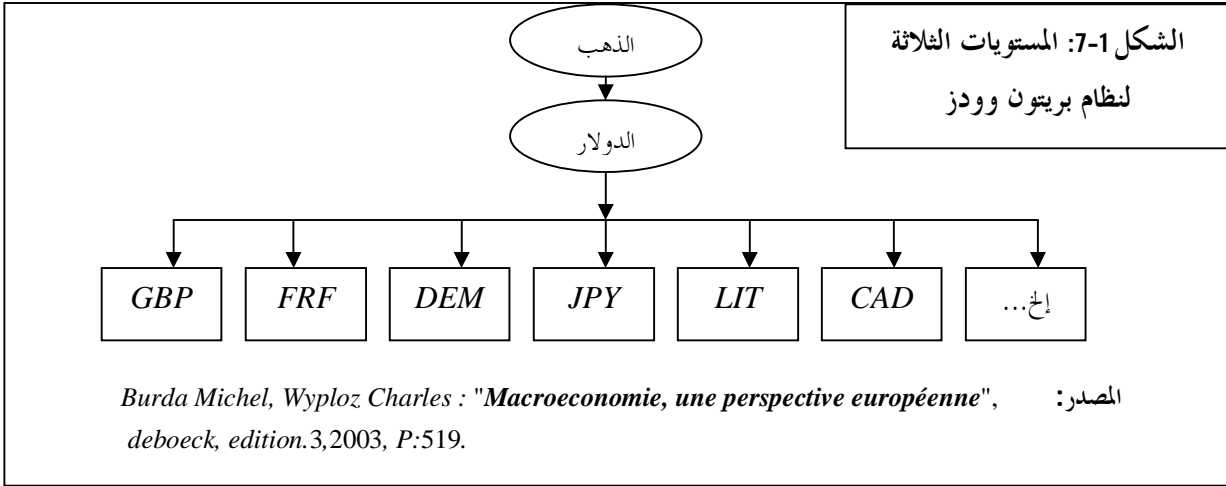 الشكل 1-7: المستويات الثلاثة
لنظام بريتون وودز
الذهب
الدولار
GBP FRF DEM JPY LIT CAD إلخ...
المصدر: Burda Michel, Wyploz Charles : "Macroeconomie, une perspective européenne",
deboeck, edition.3,2003, P:519.